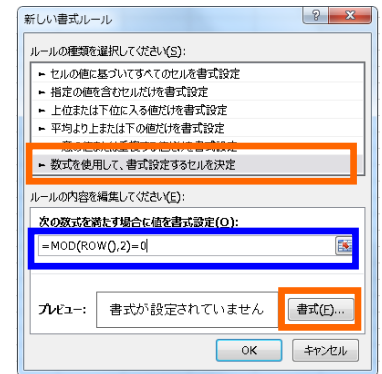 新しい書式ルール
ルールの種類を選択してください(S):
► セルの値に基づいてすべてのセルを書式設定
► 指定の値を含むセルだけを書式設定
► 上位または下位に入る値だけを書式設定
► 平均より上または下の値だけを書式設定
► 数式を使用して、書式設定するセルを決定
ルールの内容を編集してください(E):
次の数式を満たす場合に値を書式設定(O):
=MOD(ROW(),2)=0
プレビュー: 書式が設定されていません 書式(F)...
OK キャンセル